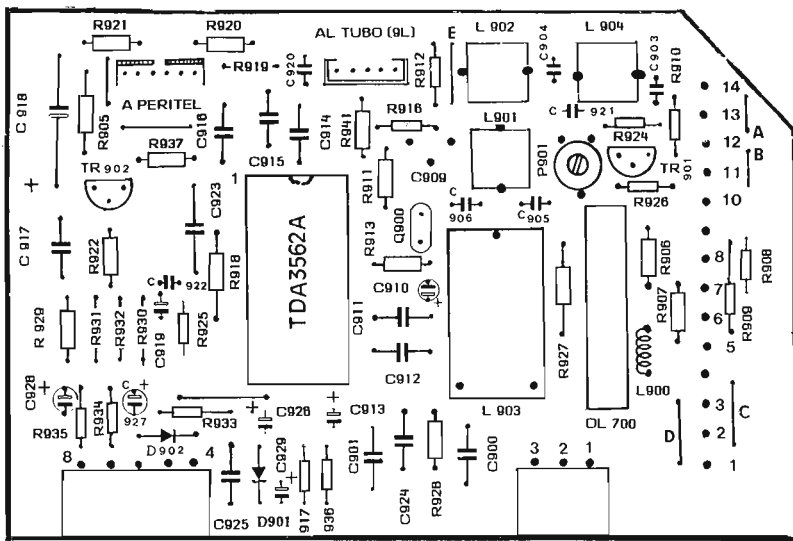 R921
R920
AL TUBO (9L)
E
L 902
L 904
C904
C903
R910
R919
C920
R912
C 918
R905
A PERITEL
C916
C915
C914
R941
R916
L901
C 921
R924
P901
TR 901
14
13
12
11
10
A
B
R937
TR 902
C923
1
TDA3562A
R911
C909
C 906
C 905
R926
+
C 917
R922
C 922
R918
R913
Q900
C910
+
R927
R906
R907
8
7
6
5
R908
R909
R 929
R931
R932
R930
C919
R925
C911
C912
L 903
DL 700
L900
C928
+
R935
R934
C 927
+
R933
D902
C926
+
C913
C901
C924
R928
C900
D
3
2
1
C
8
4
C925
D901
C929
+
917
936
3
2
1